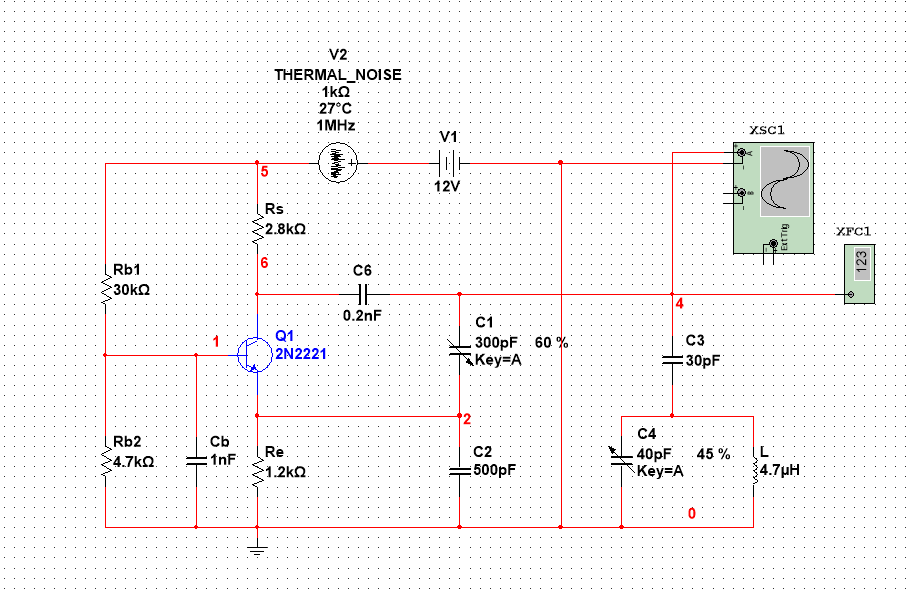 V2
THERMAL_NOISE
1kΩ
27°C
1MHz
V1
12V
XSC1
A
B
Ext Trig
XFC1
123
5
Rs
2.8kΩ
6
Rb1
30kΩ
C6
0.2nF
4
1
Q1
2N2221
C1
300pF 60 %
Key=A
C3
30pF
2
Rb2
4.7kΩ
Cb
1nF
Re
1.2kΩ
C2
500pF
C4
40pF 45 %
Key=A
L
4.7µH
0